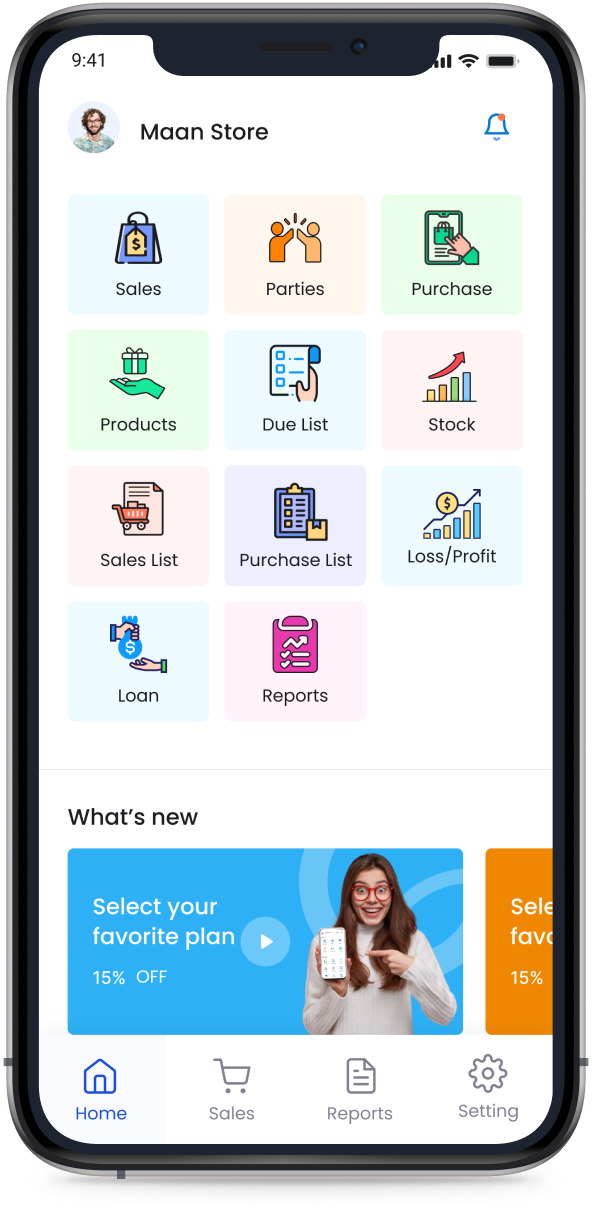 9:41
Maan Store
Sales
Parties
Purchase
$
Products
Due List
Stock
Sales List
Purchase List
Loss/Profit
$
Loan
Reports
$
What's new
Select your
favorite plan
15% OFF
Sele
favo
15%
Home
Sales
Reports
Setting